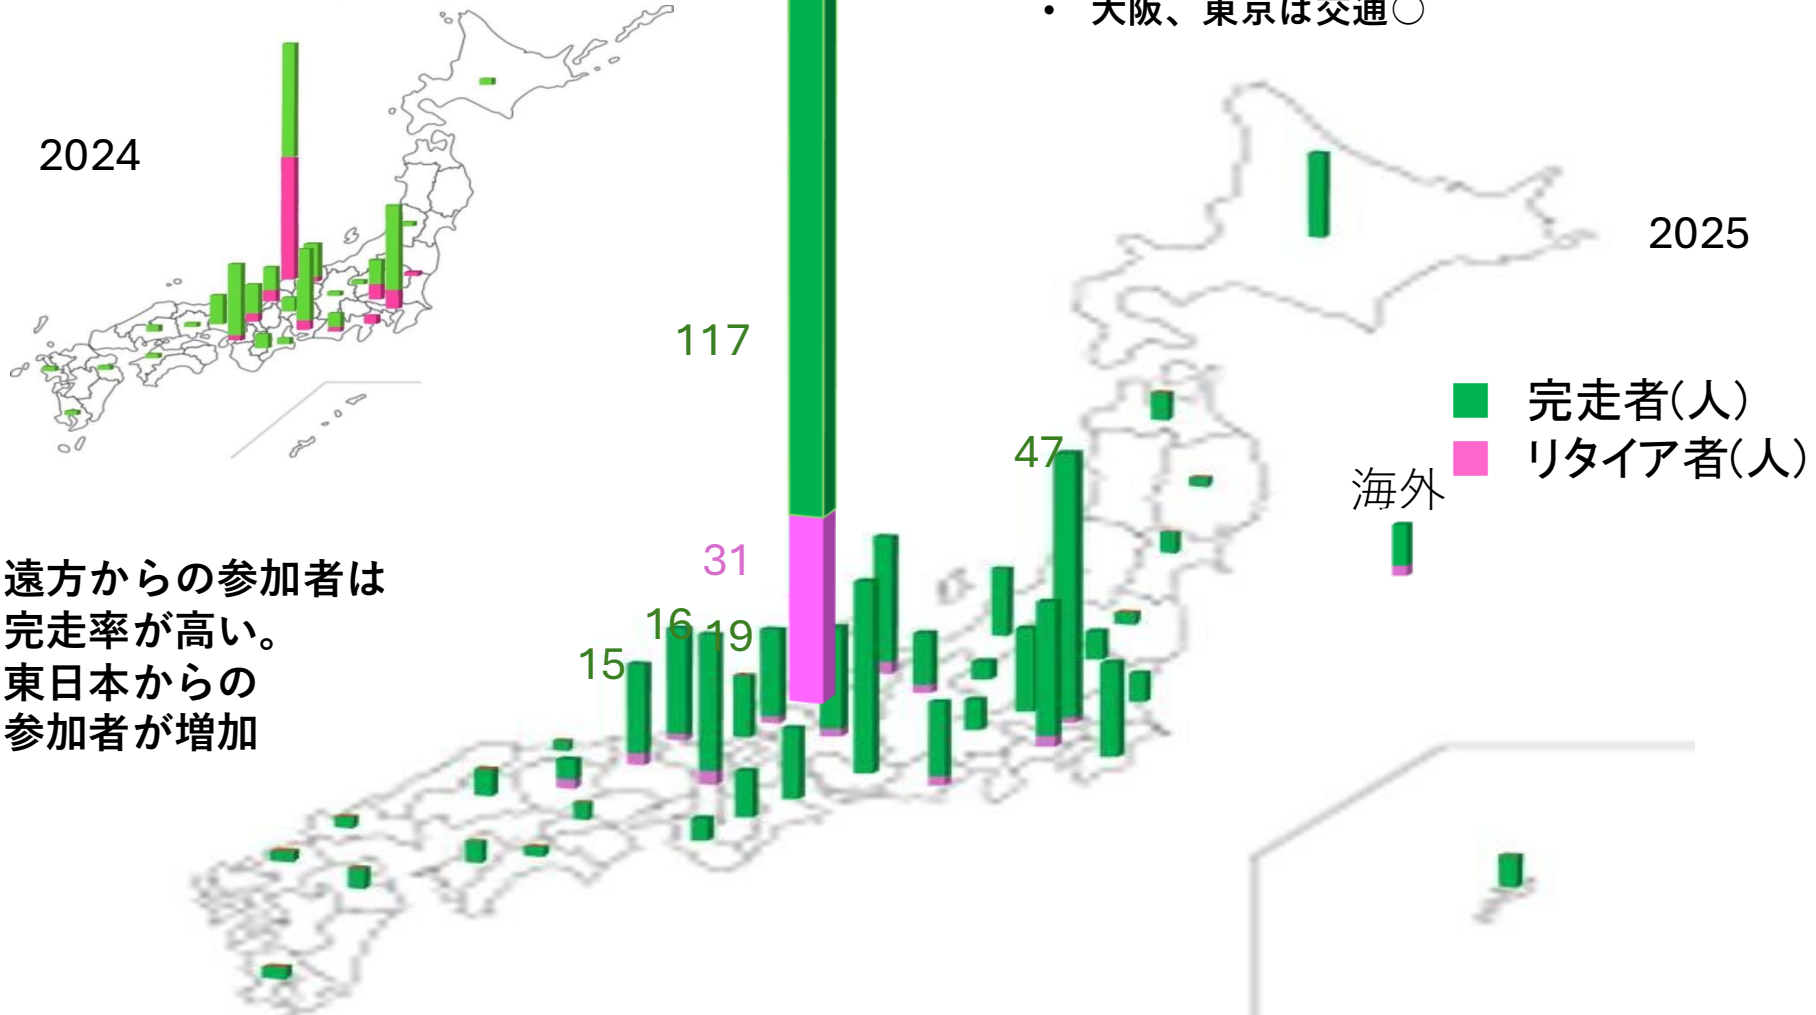 • 大阪、東京は交通○
2024
2025
117
47
完走者(人)
リタイア者(人)
海外
31
遠方からの参加者は
完走率が高い。
東日本からの
参加者が増加
16
19
15